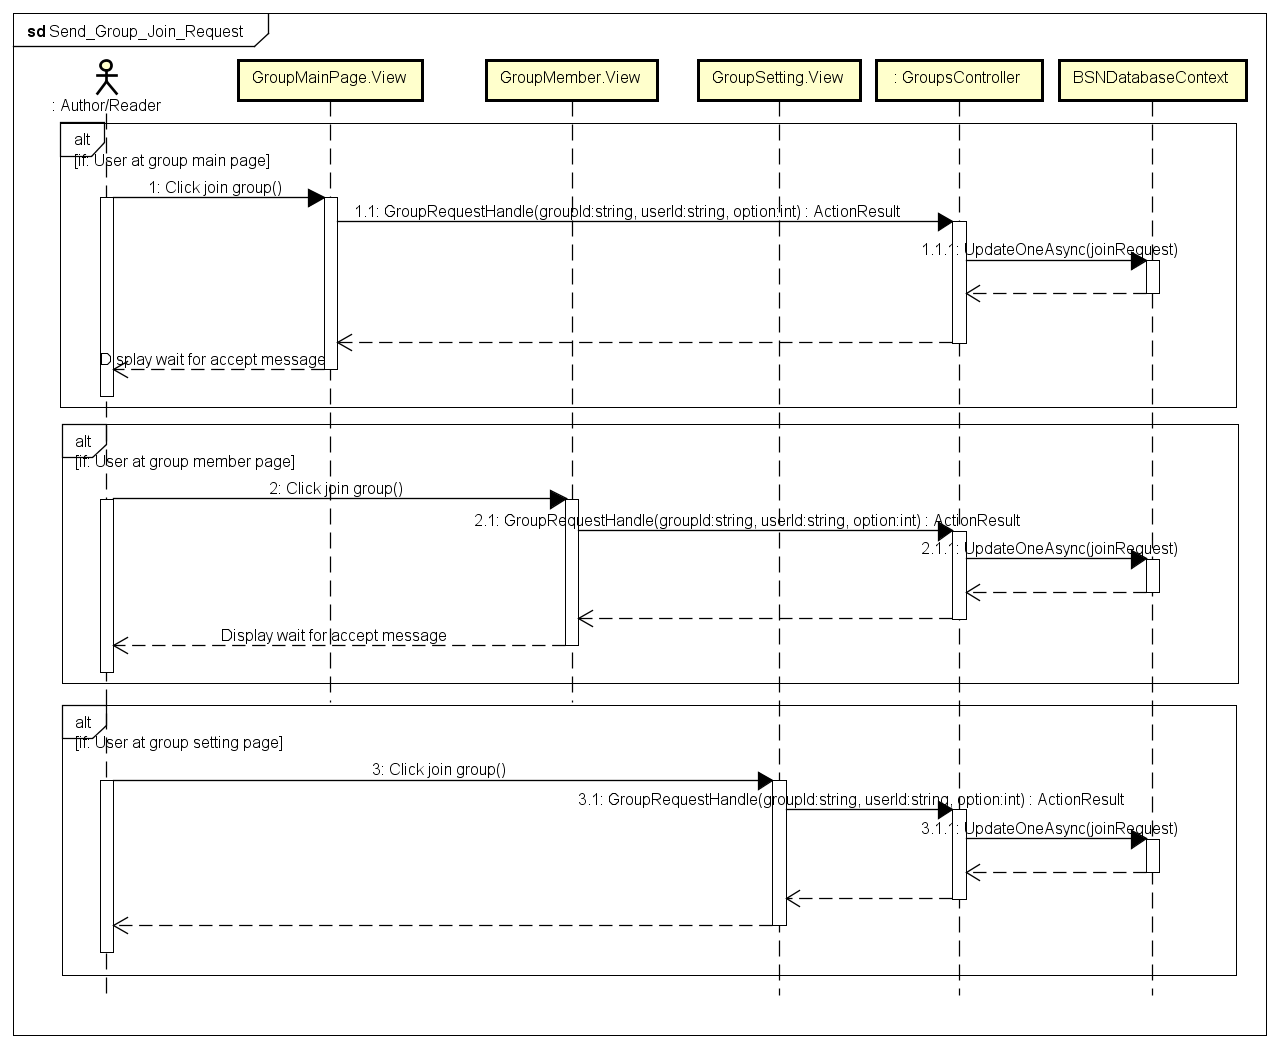 sd Send_Group_Join_Request
: Author/Reader
GroupMainPage.View
GroupMember.View
GroupSetting.View
: GroupsController
BSNDatabaseContext
alt
[if: User at group main page]
1: Click join group()
1.1: GroupRequestHandle(groupId:string, userId:string, option:int) : ActionResult
1.1.1: UpdateOneAsync(joinRequest)
Display wait for accept message
alt
[if: User at group member page]
2: Click join group()
2.1: GroupRequestHandle(groupId:string, userId:string, option:int) : ActionResult
2.1.1: UpdateOneAsync(joinRequest)
Display wait for accept message
alt
[if: User at group setting page]
3: Click join group()
3.1: GroupRequestHandle(groupId:string, userId:string, option:int) : ActionResult
3.1.1: UpdateOneAsync(joinRequest)